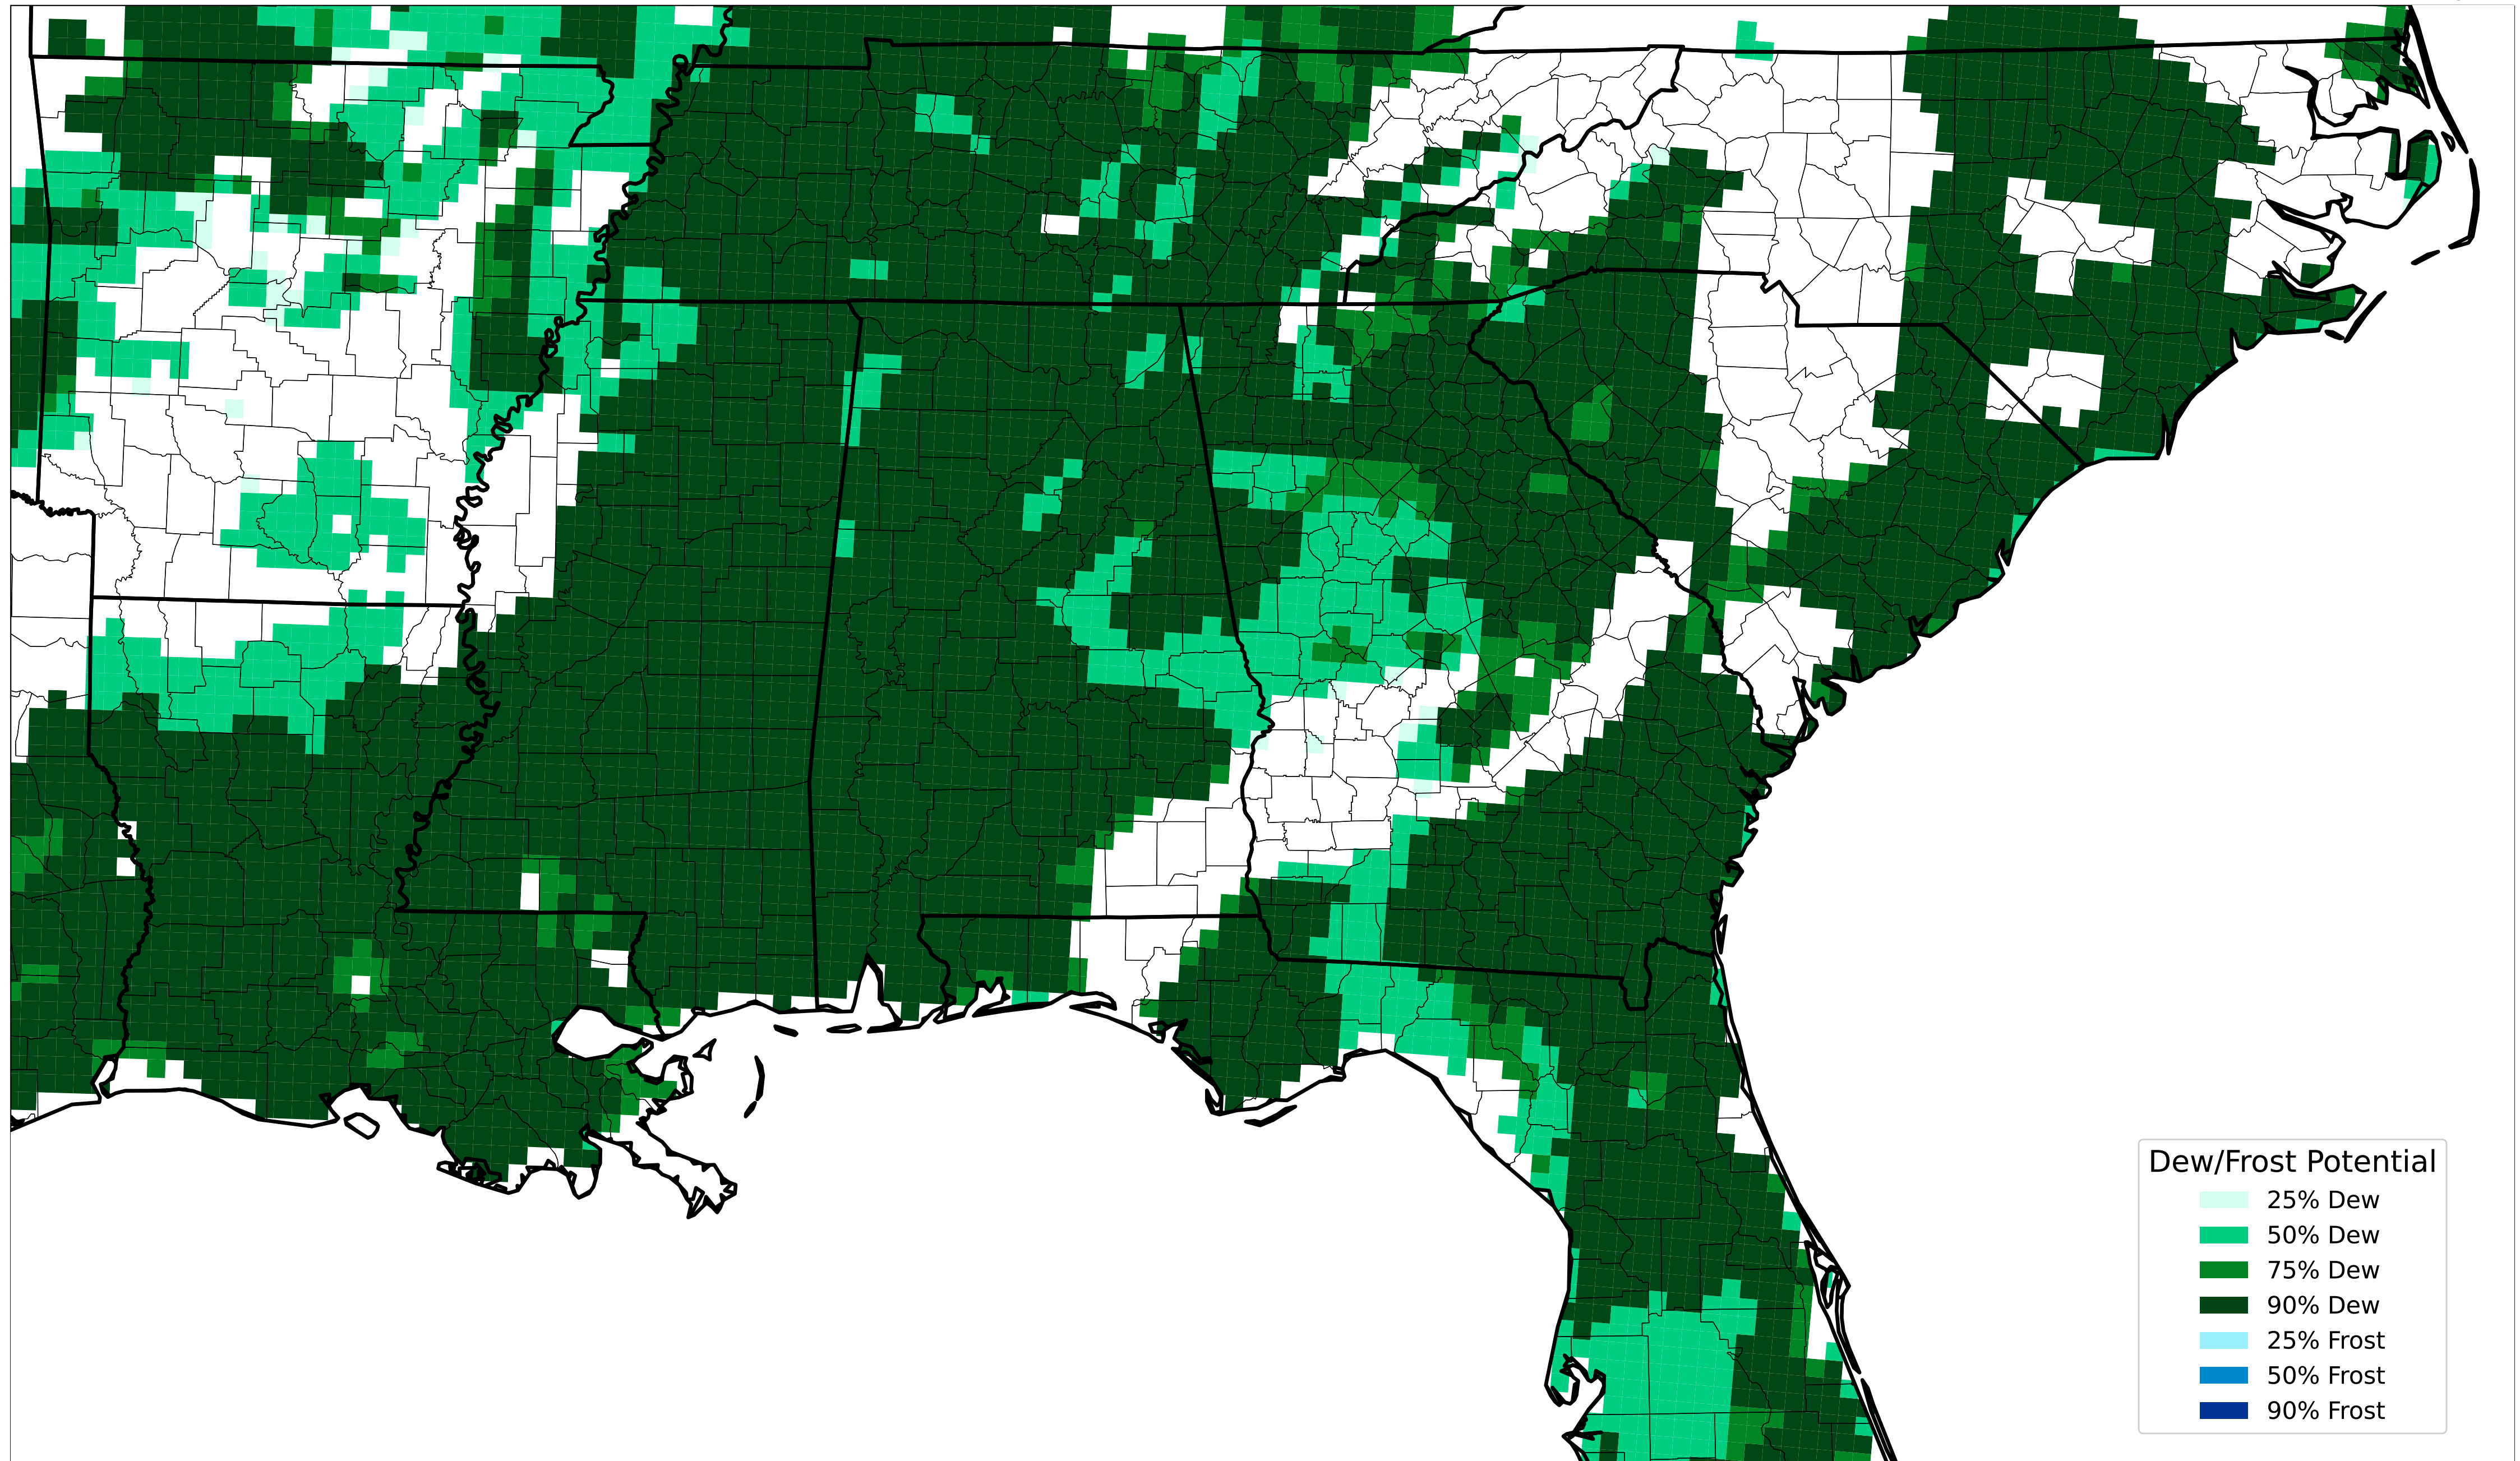 Dew/Frost Potential
25% Dew
50% Dew
75% Dew
90% Dew
25% Frost
50% Frost
90% Frost